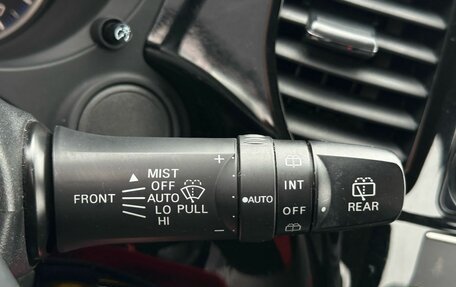 MIST
OFF
FRONT AUTO
LO PULL
HI
+
-
AUTO
INT
OFF
REAR